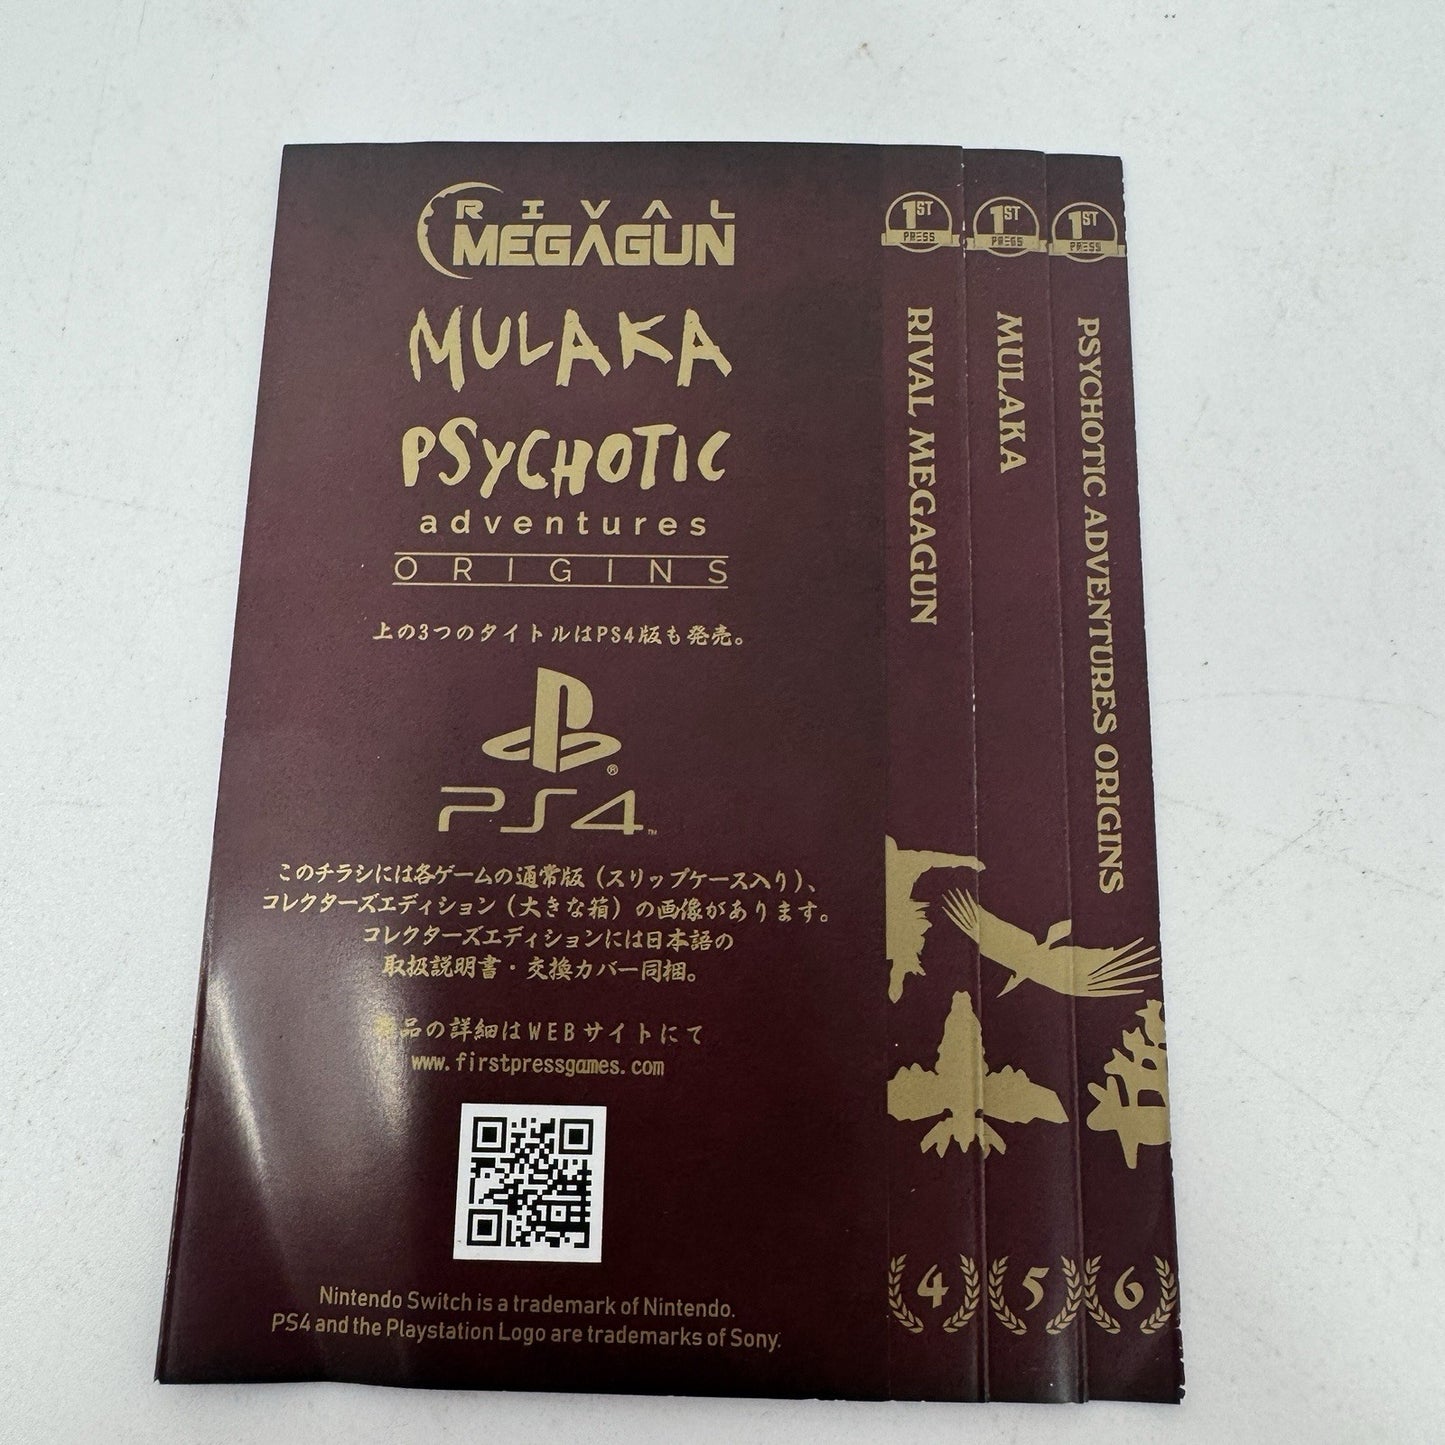 RIVAL
MEGAGUN
MULAKA
PSYCHOTIC
adventures
ORIGINS
上の3つのタイトルはPS4版も発売。
PS4
このチラシには各ゲームの通常版（スリップケース入り）、
コレクターズエディション（大きな箱）の画像があります。
コレクターズエディションには日本語の
取扱説明書・交換カバー同梱。
品の詳細はWEBサイトにて
www.firstpressgames.com
Nintendo Switch is a trademark of Nintendo.
PS4 and the Playstation Logo are trademarks of Sony.
1ST
PRESS
RIVAL MEGAGUN
4
1ST
PRESS
MULAKA
5
1ST
PRESS
PSYCHOTIC ADVENTURES ORIGINS
6